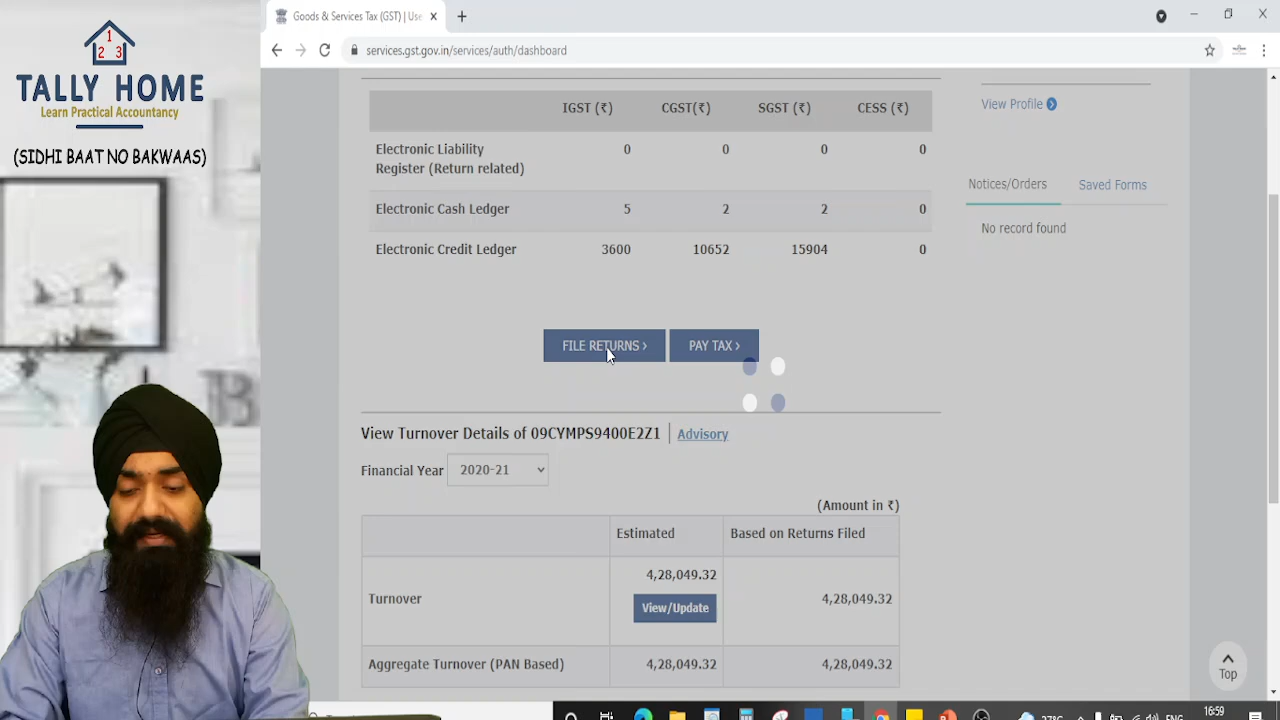 1
2 3
TALLY HOME
Learn Practical Accountancy
(SIDHI BAAT NO BAKWAAS)
Goods & Services Tax (GST) | Use
services.gst.gov.in/services/auth/dashboard
IGST (₹) CGST(₹) SGST (₹) CESS (₹)
Electronic Liability
Register (Return related) 0 0 0 0
Electronic Cash Ledger 5 2 2 0
Electronic Credit Ledger 3600 10652 15904 0
View Profile
Notices/Orders Saved Forms
No record found
FILE RETURNS > PAY TAX >
View Turnover Details of 09CYMPS9400E2Z1 | Advisory
Financial Year 2020-21
(Amount in ₹)
Estimated Based on Returns Filed
Turnover 4,28,049.32 4,28,049.32
View/Update
Aggregate Turnover (PAN Based) 4,28,049.32 4,28,049.32
Top
ENG 16:59